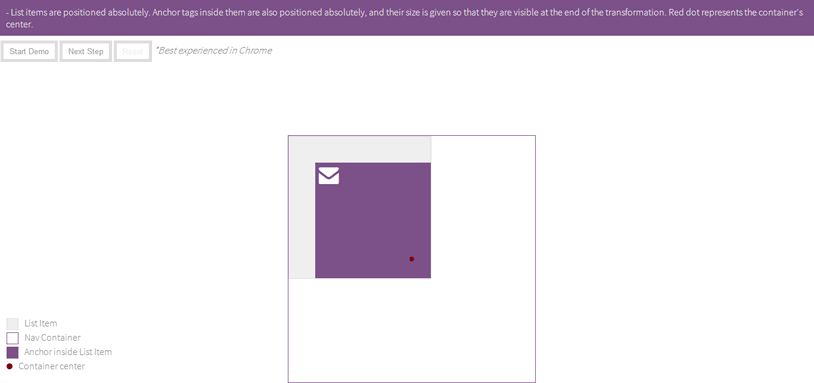 - List items are positioned absolutely. Anchor tags inside them are also positioned absolutely, and their size is given so that they are visible at the end of the transformation. Red dot represents the container's
center.
Start Demo Next Step Reset *Best experienced in Chrome
List Item
Nav Container
Anchor inside List Item
Container center